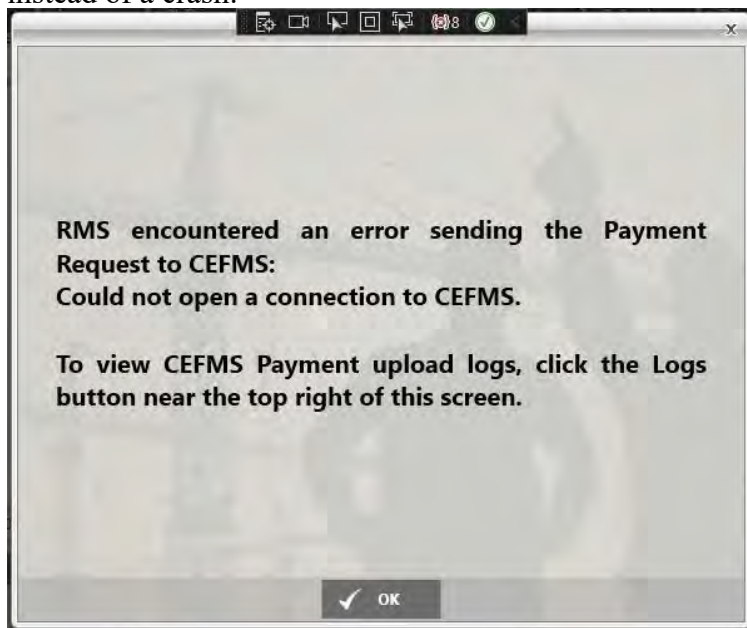 instead of a crash.
8
x
RMS encountered an error sending the Payment
Request to CEFMS:
Could not open a connection to CEFMS.
To view CEFMS Payment upload logs, click the Logs
button near the top right of this screen.
OK